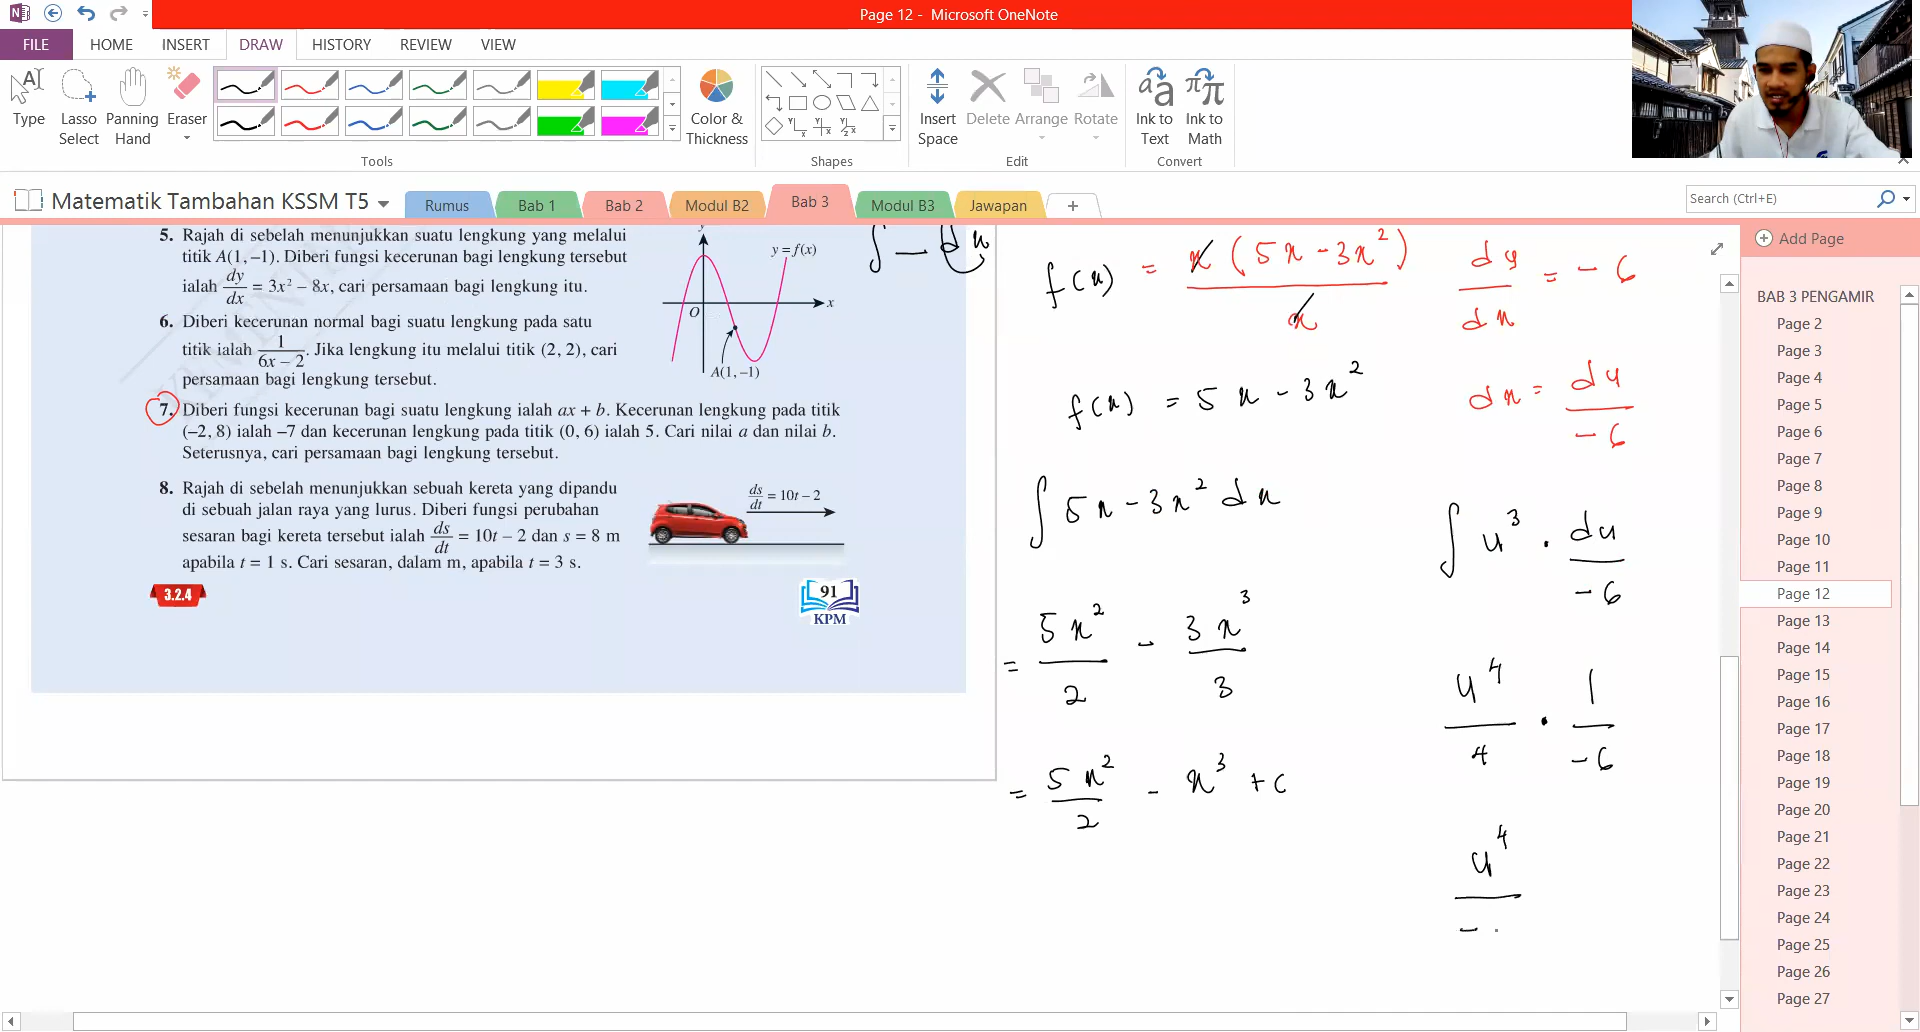 Page 12 - Microsoft OneNote
FILE HOME INSERT DRAW HISTORY REVIEW VIEW
Type
Lasso Select
Panning Hand
Eraser
Color & Thickness
Insert Space
Delete
Arrange
Rotate
Ink to Text
Ink to Math
Tools
Shapes
Edit
Convert
Matematik Tambahan KSSM T5
Rumus
Bab 1
Bab 2
Modul B2
Bab 3
Modul B3
Jawapan
+
Search (Ctrl+E)
5. Rajah di sebelah menunjukkan suatu lengkung yang melalui
titik A(1, –1). Diberi fungsi kecerunan bagi lengkung tersebut
ialah dy/dx = 3x² – 8x, cari persamaan bagi lengkung itu.
y
y = f(x)
O
x
A(1, –1)
6. Diberi kecerunan normal bagi suatu lengkung pada satu
titik ialah 1/(6x – 2). Jika lengkung itu melalui titik (2, 2), cari
persamaan bagi lengkung tersebut.
7. Diberi fungsi kecerunan bagi suatu lengkung ialah ax + b. Kecerunan lengkung pada titik
(–2, 8) ialah –7 dan kecerunan lengkung pada titik (0, 6) ialah 5. Cari nilai a dan nilai b.
Seterusnya, cari persamaan bagi lengkung tersebut.
8. Rajah di sebelah menunjukkan sebuah kereta yang dipandu
di sebuah jalan raya yang lurus. Diberi fungsi perubahan
sesaran bagi kereta tersebut ialah ds/dt = 10t – 2 dan s = 8 m
apabila t = 1 s. Cari sesaran, dalam m, apabila t = 3 s.
ds/dt = 10t – 2
3.2.4
91
KPM
∫ — dx
f(x) = x(5x - 3x²)/x
f(x) = 5x - 3x²
∫ 5x - 3x² dx
= 5x²/2 - 3x³/3
= 5x²/2 - x³ + c
du/dx = -6
dx = du/-6
∫ u³ · du/-6
u⁴/4 · 1/-6
u⁴/-
Add Page
BAB 3 PENGAMIR
Page 2
Page 3
Page 4
Page 5
Page 6
Page 7
Page 8
Page 9
Page 10
Page 11
Page 12
Page 13
Page 14
Page 15
Page 16
Page 17
Page 18
Page 19
Page 20
Page 21
Page 22
Page 23
Page 24
Page 25
Page 26
Page 27